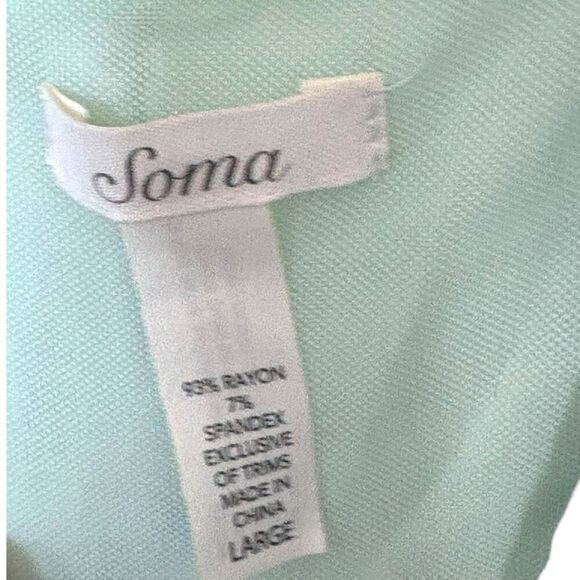 Soma
93% RAYON
7%
SPANDEX
EXCLUSIVE
OF TRIMS
MADE IN
CHINA
LARGE